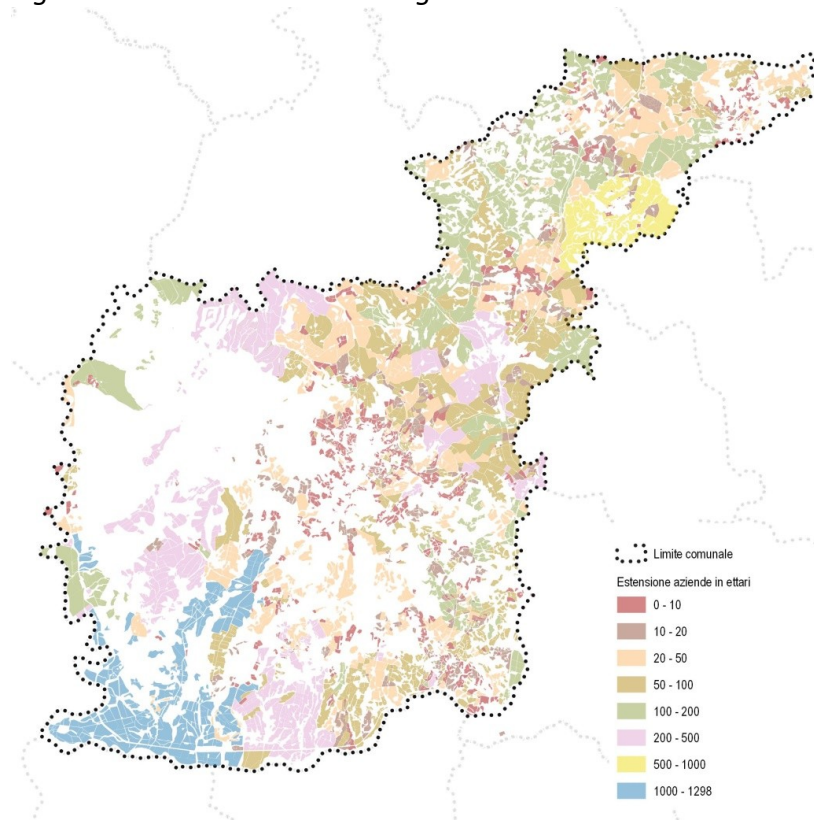 Limite comunale
Estensione aziende in ettari
0 - 10
10 - 20
20 - 50
50 - 100
100 - 200
200 - 500
500 - 1000
1000 - 1298